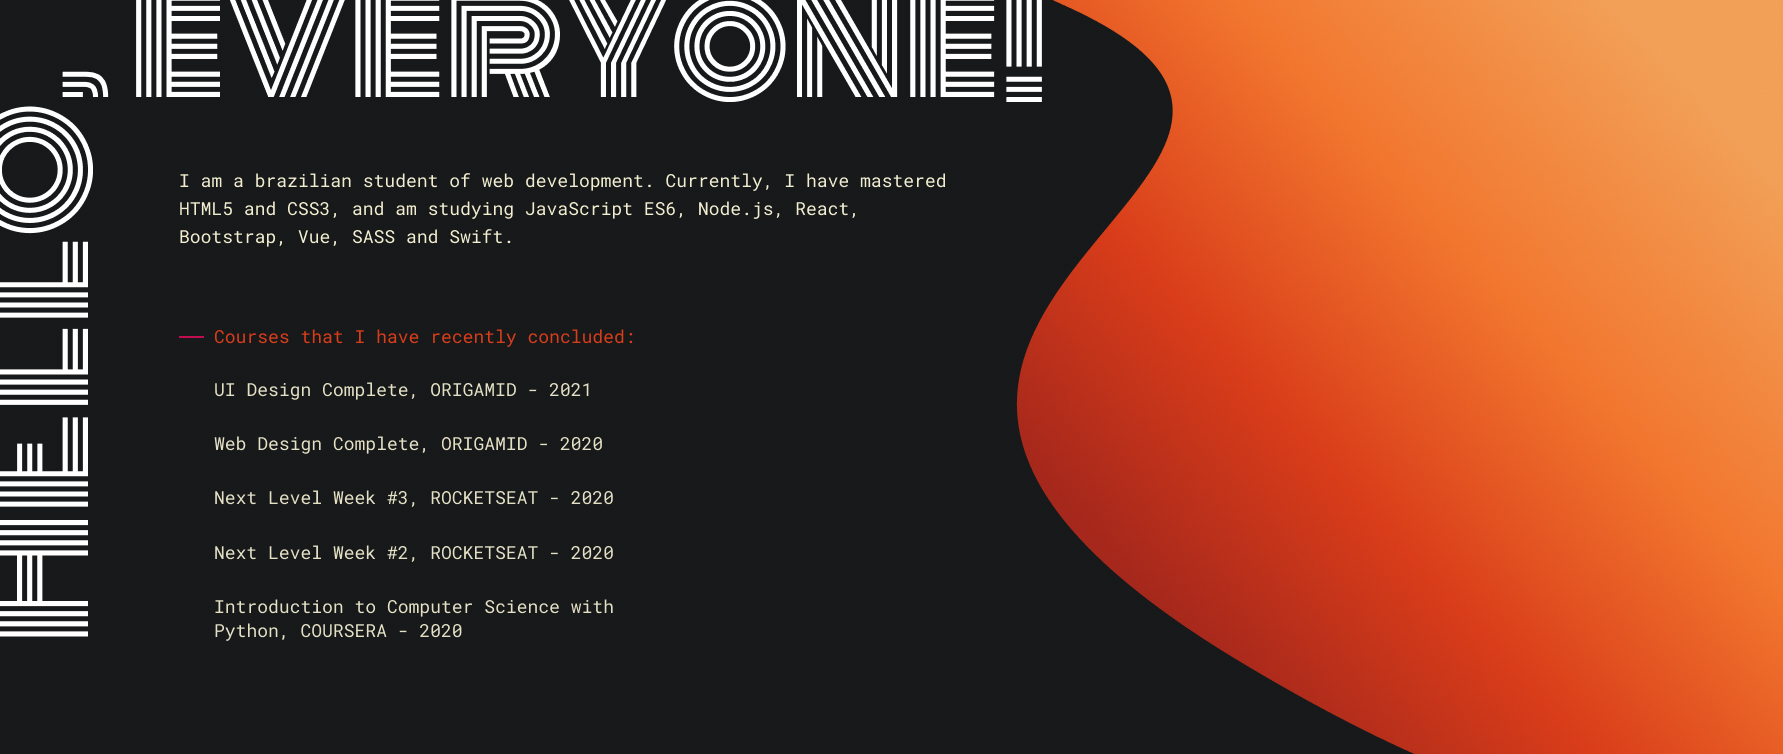 HELLO,
EVERYONE!
I am a brazilian student of web development. Currently, I have mastered
HTML5 and CSS3, and am studying JavaScript ES6, Node.js, React,
Bootstrap, Vue, SASS and Swift.
Courses that I have recently concluded:
UI Design Complete, ORIGAMID - 2021
Web Design Complete, ORIGAMID - 2020
Next Level Week #3, ROCKETSEAT - 2020
Next Level Week #2, ROCKETSEAT - 2020
Introduction to Computer Science with
Python, COURSERA - 2020